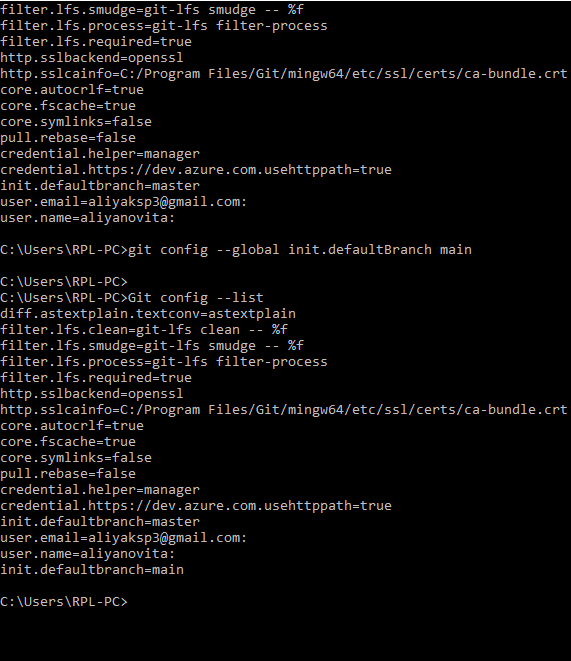 filter.lfs.smudge=git-lfs smudge -- %f
filter.lfs.process=git-lfs filter-process
filter.lfs.required=true
http.sslbackend=openssl
http.sslcainfo=C:/Program Files/Git/mingw64/etc/ssl/certs/ca-bundle.crt
core.autocrlf=true
core.fscache=true
core.symlinks=false
pull.rebase=false
credential.helper=manager
credential.https://dev.azure.com.usehttppath=true
init.defaultbranch=master
user.email=aliyaksp3@gmail.com:
user.name=aliyanovita:
C:\Users\RPL-PC>git config --global init.defaultBranch main
C:\Users\RPL-PC>
C:\Users\RPL-PC>Git config --list
diff.astextplain.textconv=astextplain
filter.lfs.clean=git-lfs clean -- %f
filter.lfs.smudge=git-lfs smudge -- %f
filter.lfs.process=git-lfs filter-process
filter.lfs.required=true
http.sslbackend=openssl
http.sslcainfo=C:/Program Files/Git/mingw64/etc/ssl/certs/ca-bundle.crt
core.autocrlf=true
core.fscache=true
core.symlinks=false
pull.rebase=false
credential.helper=manager
credential.https://dev.azure.com.usehttppath=true
init.defaultbranch=master
user.email=aliyaksp3@gmail.com:
user.name=aliyanovita:
init.defaultbranch=main
C:\Users\RPL-PC>